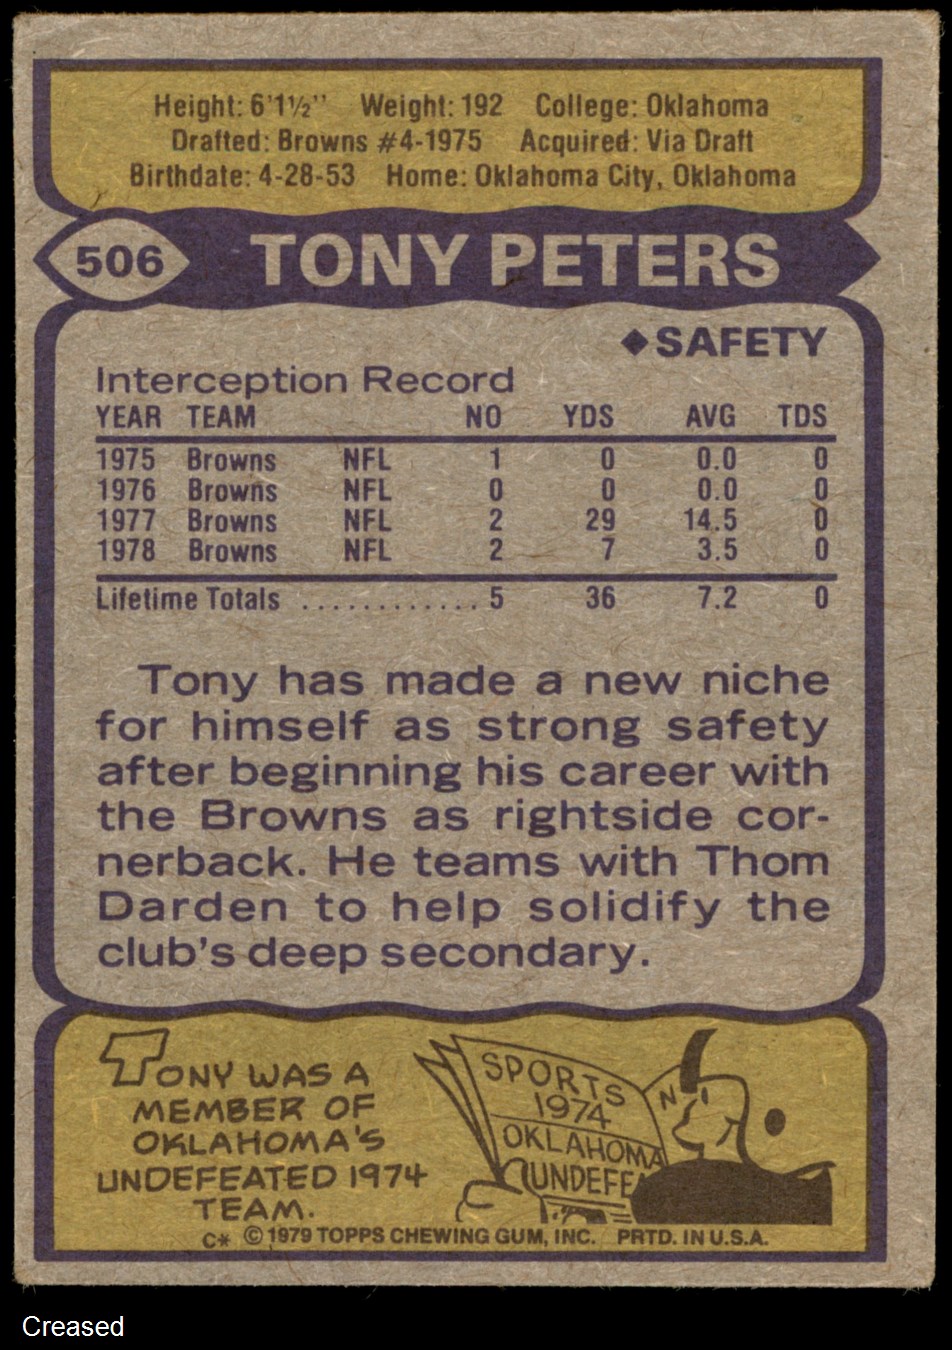 Height: 6'1½" Weight: 192 College: Oklahoma
Drafted: Browns #4-1975 Acquired: Via Draft
Birthdate: 4-28-53 Home: Oklahoma City, Oklahoma
506 TONY PETERS
◆SAFETY
Interception Record
YEAR TEAM NO YDS AVG TDS
1975 Browns NFL 1 0 0.0 0
1976 Browns NFL 0 0 0.0 0
1977 Browns NFL 2 29 14.5 0
1978 Browns NFL 2 7 3.5 0
Lifetime Totals ............. 5 36 7.2 0
Tony has made a new niche
for himself as strong safety
after beginning his career with
the Browns as rightside cor-
nerback. He teams with Thom
Darden to help solidify the
club's deep secondary.
TONY WAS A
MEMBER OF
OKLAHOMA'S
UNDEFEATED 1974
TEAM.
SPORTS
1974
OKLAHOMA
UNDEFE
C* © 1979 TOPPS CHEWING GUM, INC. PRTD. IN U.S.A.
Creased